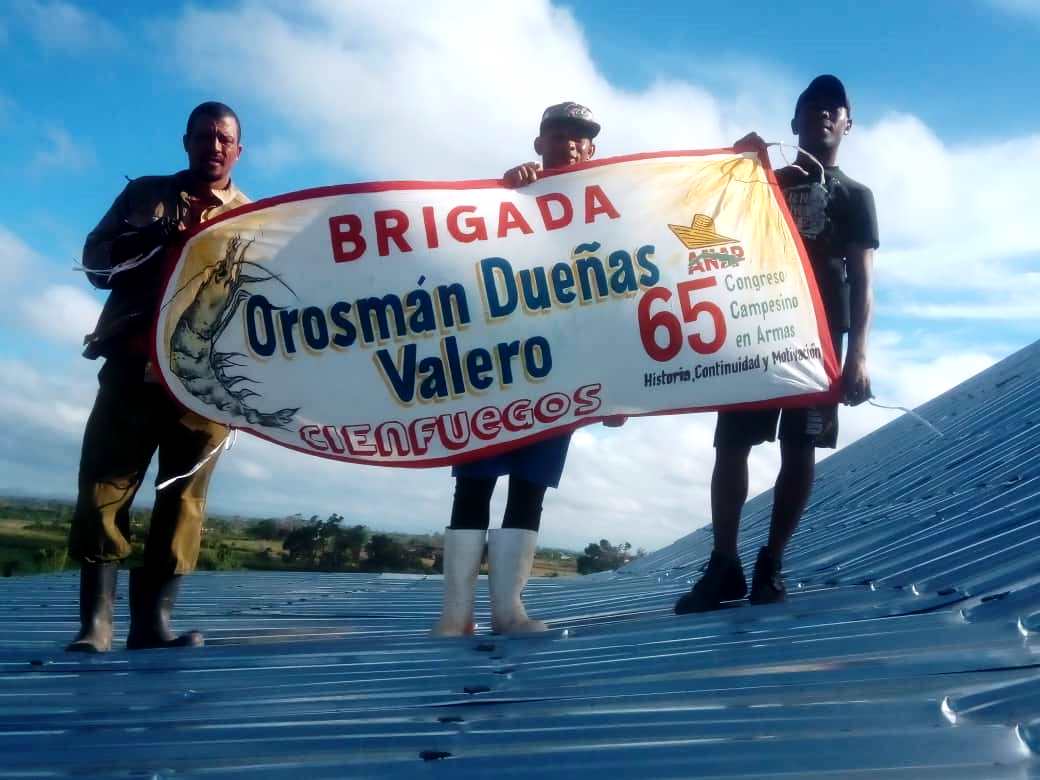 BRIGADA
Orosmán Dueñas
Valero
CIENFUEGOS
ANAP
65
Congreso
Campesino
en Armas
Historia, Continuidad y Motivación